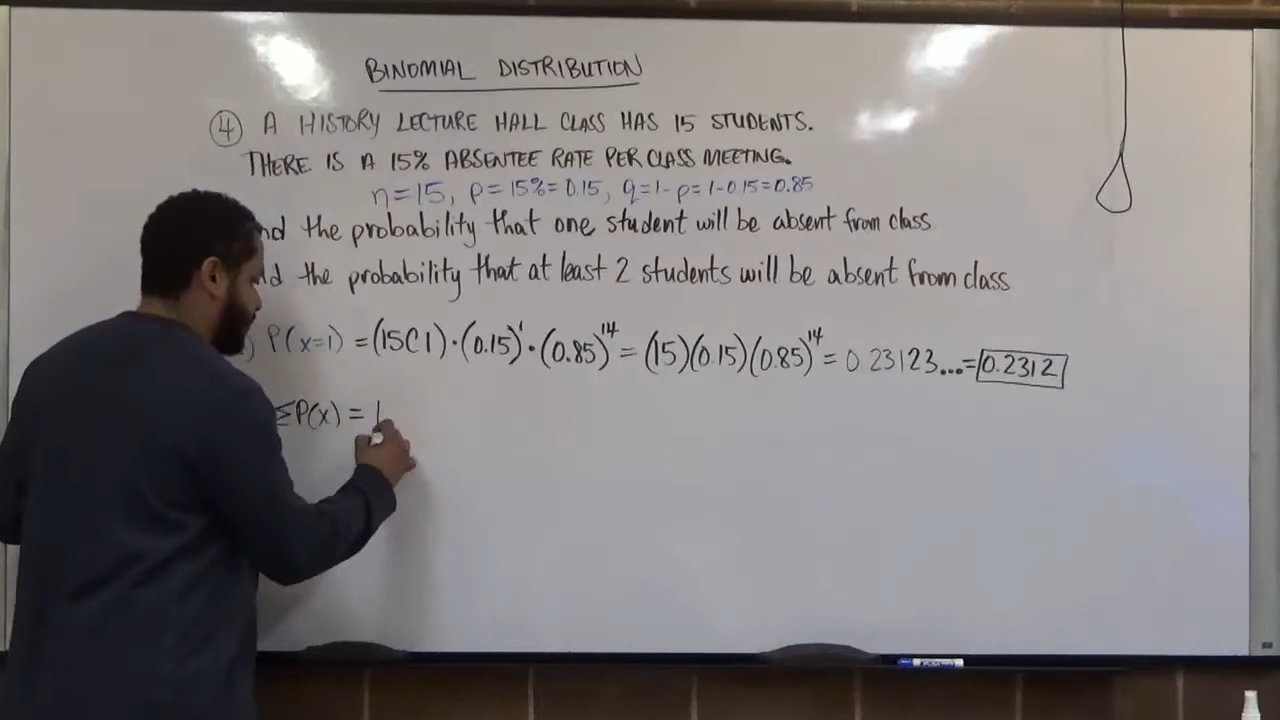 BINOMIAL DISTRIBUTION
④ A HISTORY LECTURE HALL CLASS HAS 15 STUDENTS.
THERE IS A 15% ABSENTEE RATE PER CLASS MEETING.
n=15, p=15%=0.15, q=1-p=1-0.15=0.85
nd the probability that one student will be absent from class
d the probability that at least 2 students will be absent from class
) P(x=1) = (15C1)·(0.15)¹·(0.85)¹⁴ = (15)(0.15)(0.85)¹⁴ = 0.23123...= 0.2312
ΣP(x) = 1